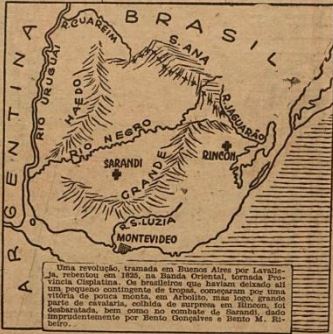 BRASIL
R. CUAREIM
S. ANA
ARGENTINA
RIO URUGUAI
HAEDO
R. JAGUARÃO
RIO NEGRO
RINCON
SARANDI
GRANDE
R. S. LUZIA
MONTEVIDEO
Uma revolução, tramada em Buenos Aires por Lavalle-
ja, rebentou em 1825, na Banda Oriental, tornada Pro-
vincia Cisplatina. Os brasileiros que haviam deixado ali
um pequeno contingente de tropas, começaram por uma
vitória de pouca monta, em Arbolito, mas logo, grande
parte de cavalaria, colhida de surpresa em Rincon, foi
desbaratada, bem como no combate de Sarandi, dado
imprudentemente por Bento Gonçalves e Bento M. Ri-
beiro.